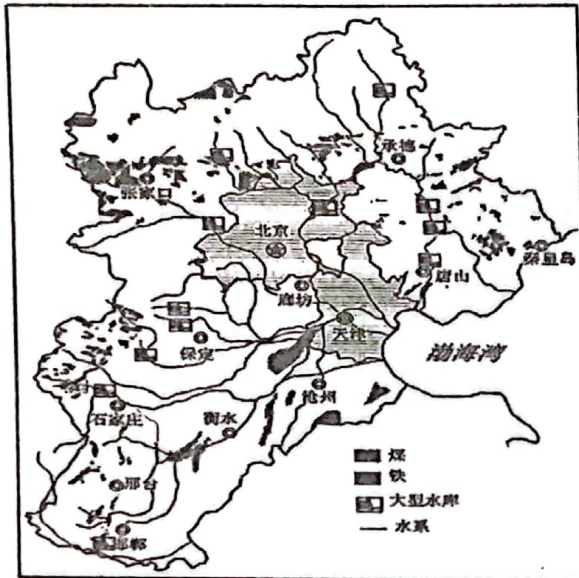 承德
张家口
北京
秦皇岛
唐山
廊坊
天津
渤海湾
保定
沧州
石家庄
衡水
邢台
邯郸
煤
铁
大型水库
水系